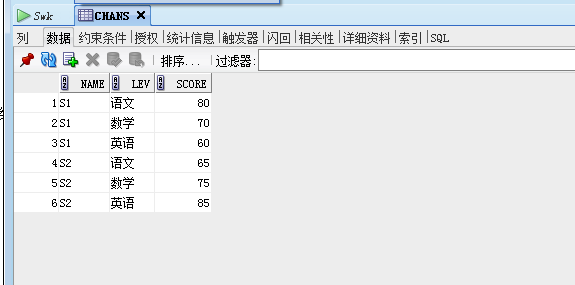 Swk CHANS
列 数据 约束条件 授权 统计信息 触发器 闪回 相关性 详细资料 索引 SQL
排序... 过滤器:
NAME LEV SCORE
1 S1 语文 80
2 S1 数学 70
3 S1 英语 60
4 S2 语文 65
5 S2 数学 75
6 S2 英语 85